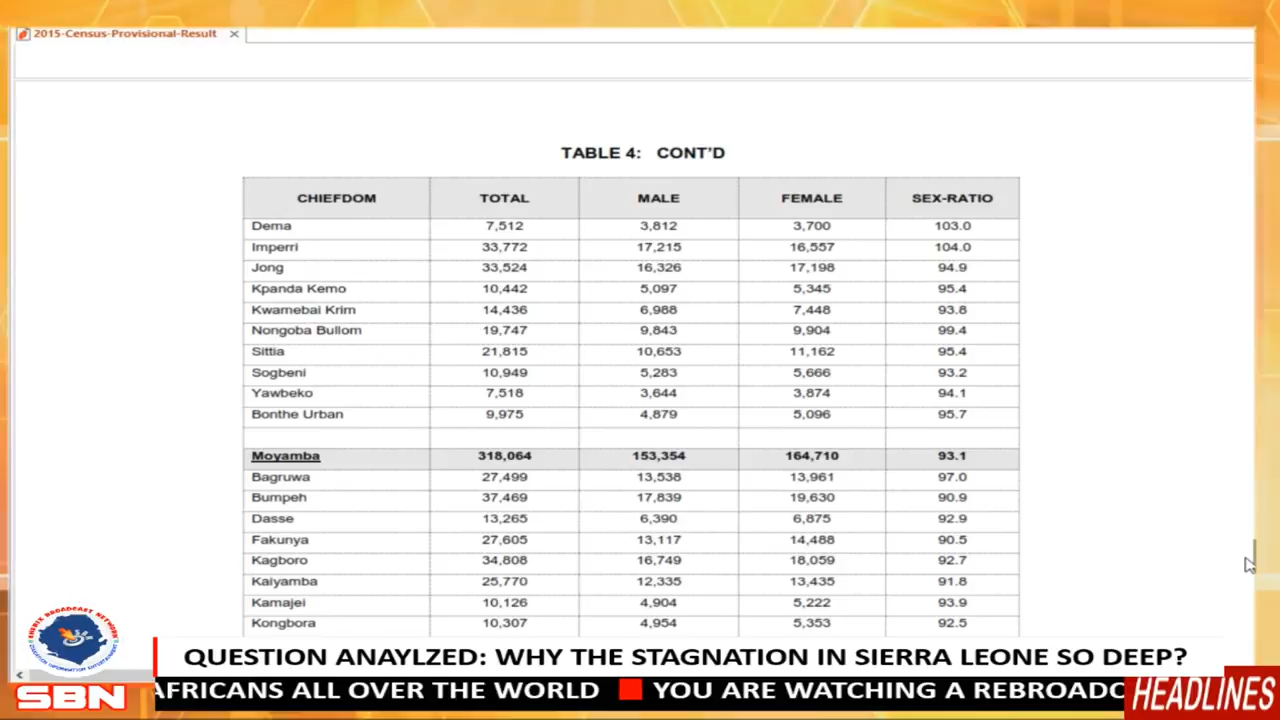 2015-Census-Provisional-Result
TABLE 4: CONT'D
CHIEFDOM TOTAL MALE FEMALE SEX-RATIO
Dema 7,512 3,812 3,700 103.0
Imperri 33,772 17,215 16,557 104.0
Jong 33,524 16,326 17,198 94.9
Kpanda Kemo 10,442 5,097 5,345 95.4
Kwamebai Krim 14,436 6,988 7,448 93.8
Nongoba Bullom 19,747 9,843 9,904 99.4
Sittia 21,815 10,653 11,162 95.4
Sogbeni 10,949 5,283 5,666 93.2
Yawbeko 7,518 3,644 3,874 94.1
Bonthe Urban 9,975 4,879 5,096 95.7
Moyamba 318,064 153,354 164,710 93.1
Bagruwa 27,499 13,538 13,961 97.0
Bumpeh 37,469 17,839 19,630 90.9
Dasse 13,265 6,390 6,875 92.9
Fakunya 27,605 13,117 14,488 90.5
Kagboro 34,808 16,749 18,059 92.7
Kaiyamba 25,770 12,335 13,435 91.8
Kamajei 10,126 4,904 5,222 93.9
Kongbora 10,307 4,954 5,353 92.5
QUESTION ANAYLZED: WHY THE STAGNATION IN SIERRA LEONE SO DEEP?
SBN
AFRICANS ALL OVER THE WORLD YOU ARE WATCHING A REBROADC
HEADLINES